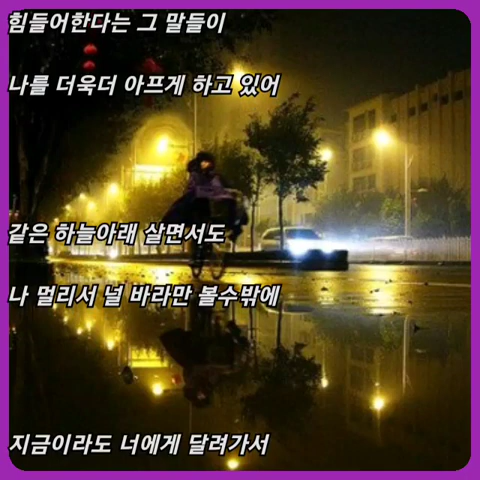 힘들어한다는 그 말들이
나를 더욱더 아프게 하고 있어
같은 하늘아래 살면서도
나 멀리서 널 바라만 볼수밖에
지금이라도 너에게 달려가서